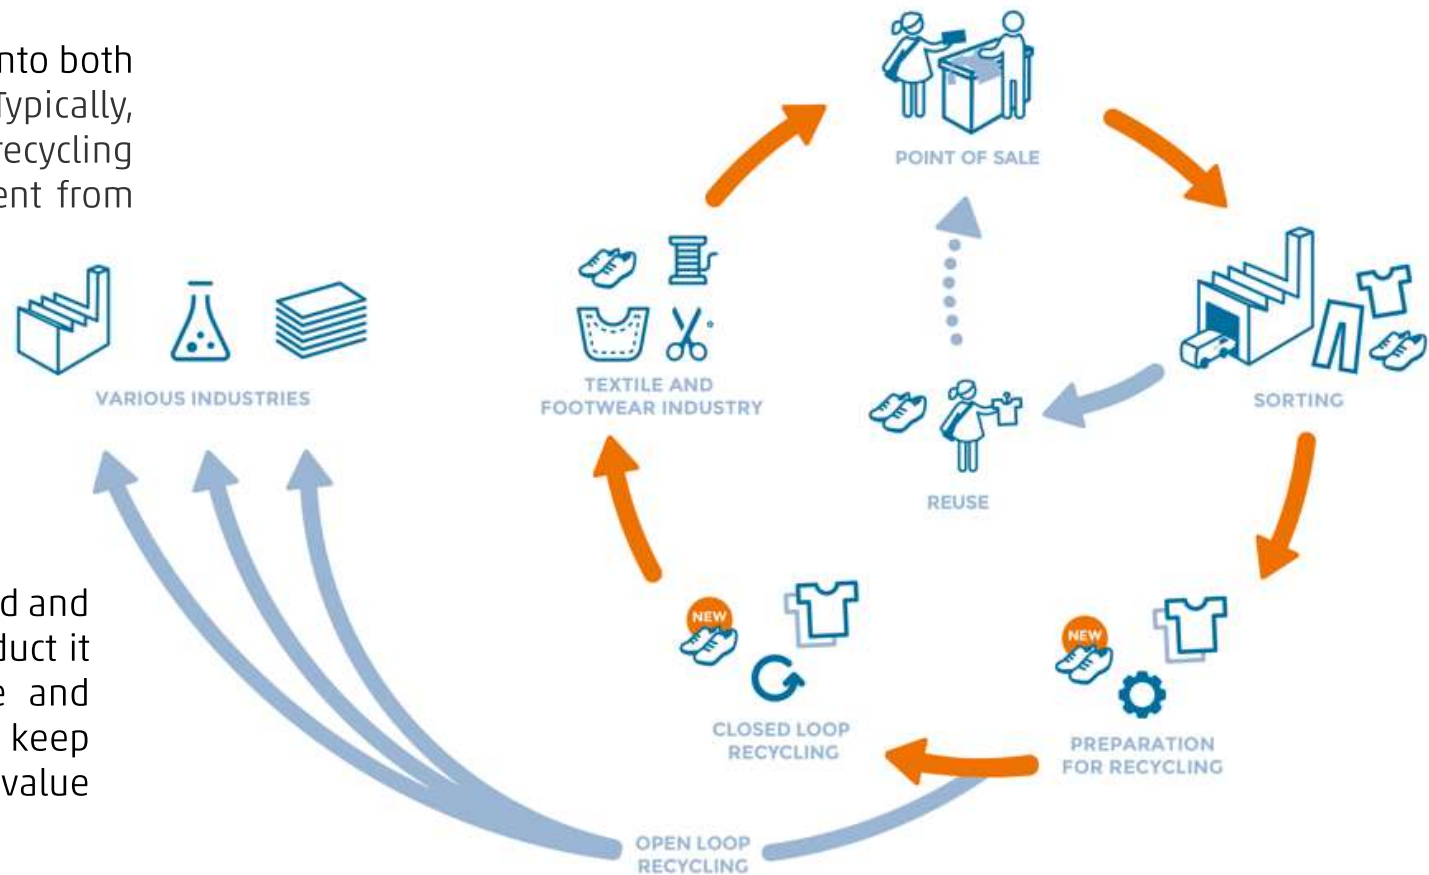 nto both
Typically,
recycling
ent from
POINT OF SALE
VARIOUS INDUSTRIES
TEXTILE AND
FOOTWEAR INDUSTRY
SORTING
REUSE
d and
duct it
e and
keep
value
NEW
CLOSED LOOP
RECYCLING
NEW
PREPARATION
FOR RECYCLING
OPEN LOOP
RECYCLING